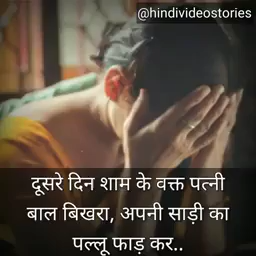 @hindivideostories
दूसरे दिन शाम के वक्त पत्नी
बाल बिखरा, अपनी साड़ी का
पल्लू फाड़ कर..